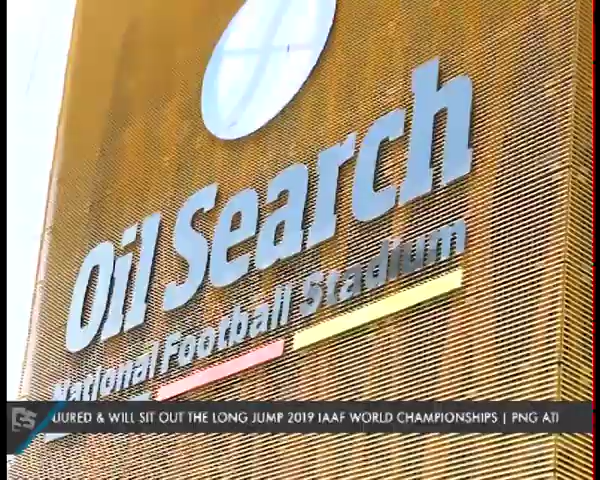 Oil Search
National Football Stadium
JURED & WILL SIT OUT THE LONG JUMP 2019 IAAF WORLD CHAMPIONSHIPS | PNG ATI